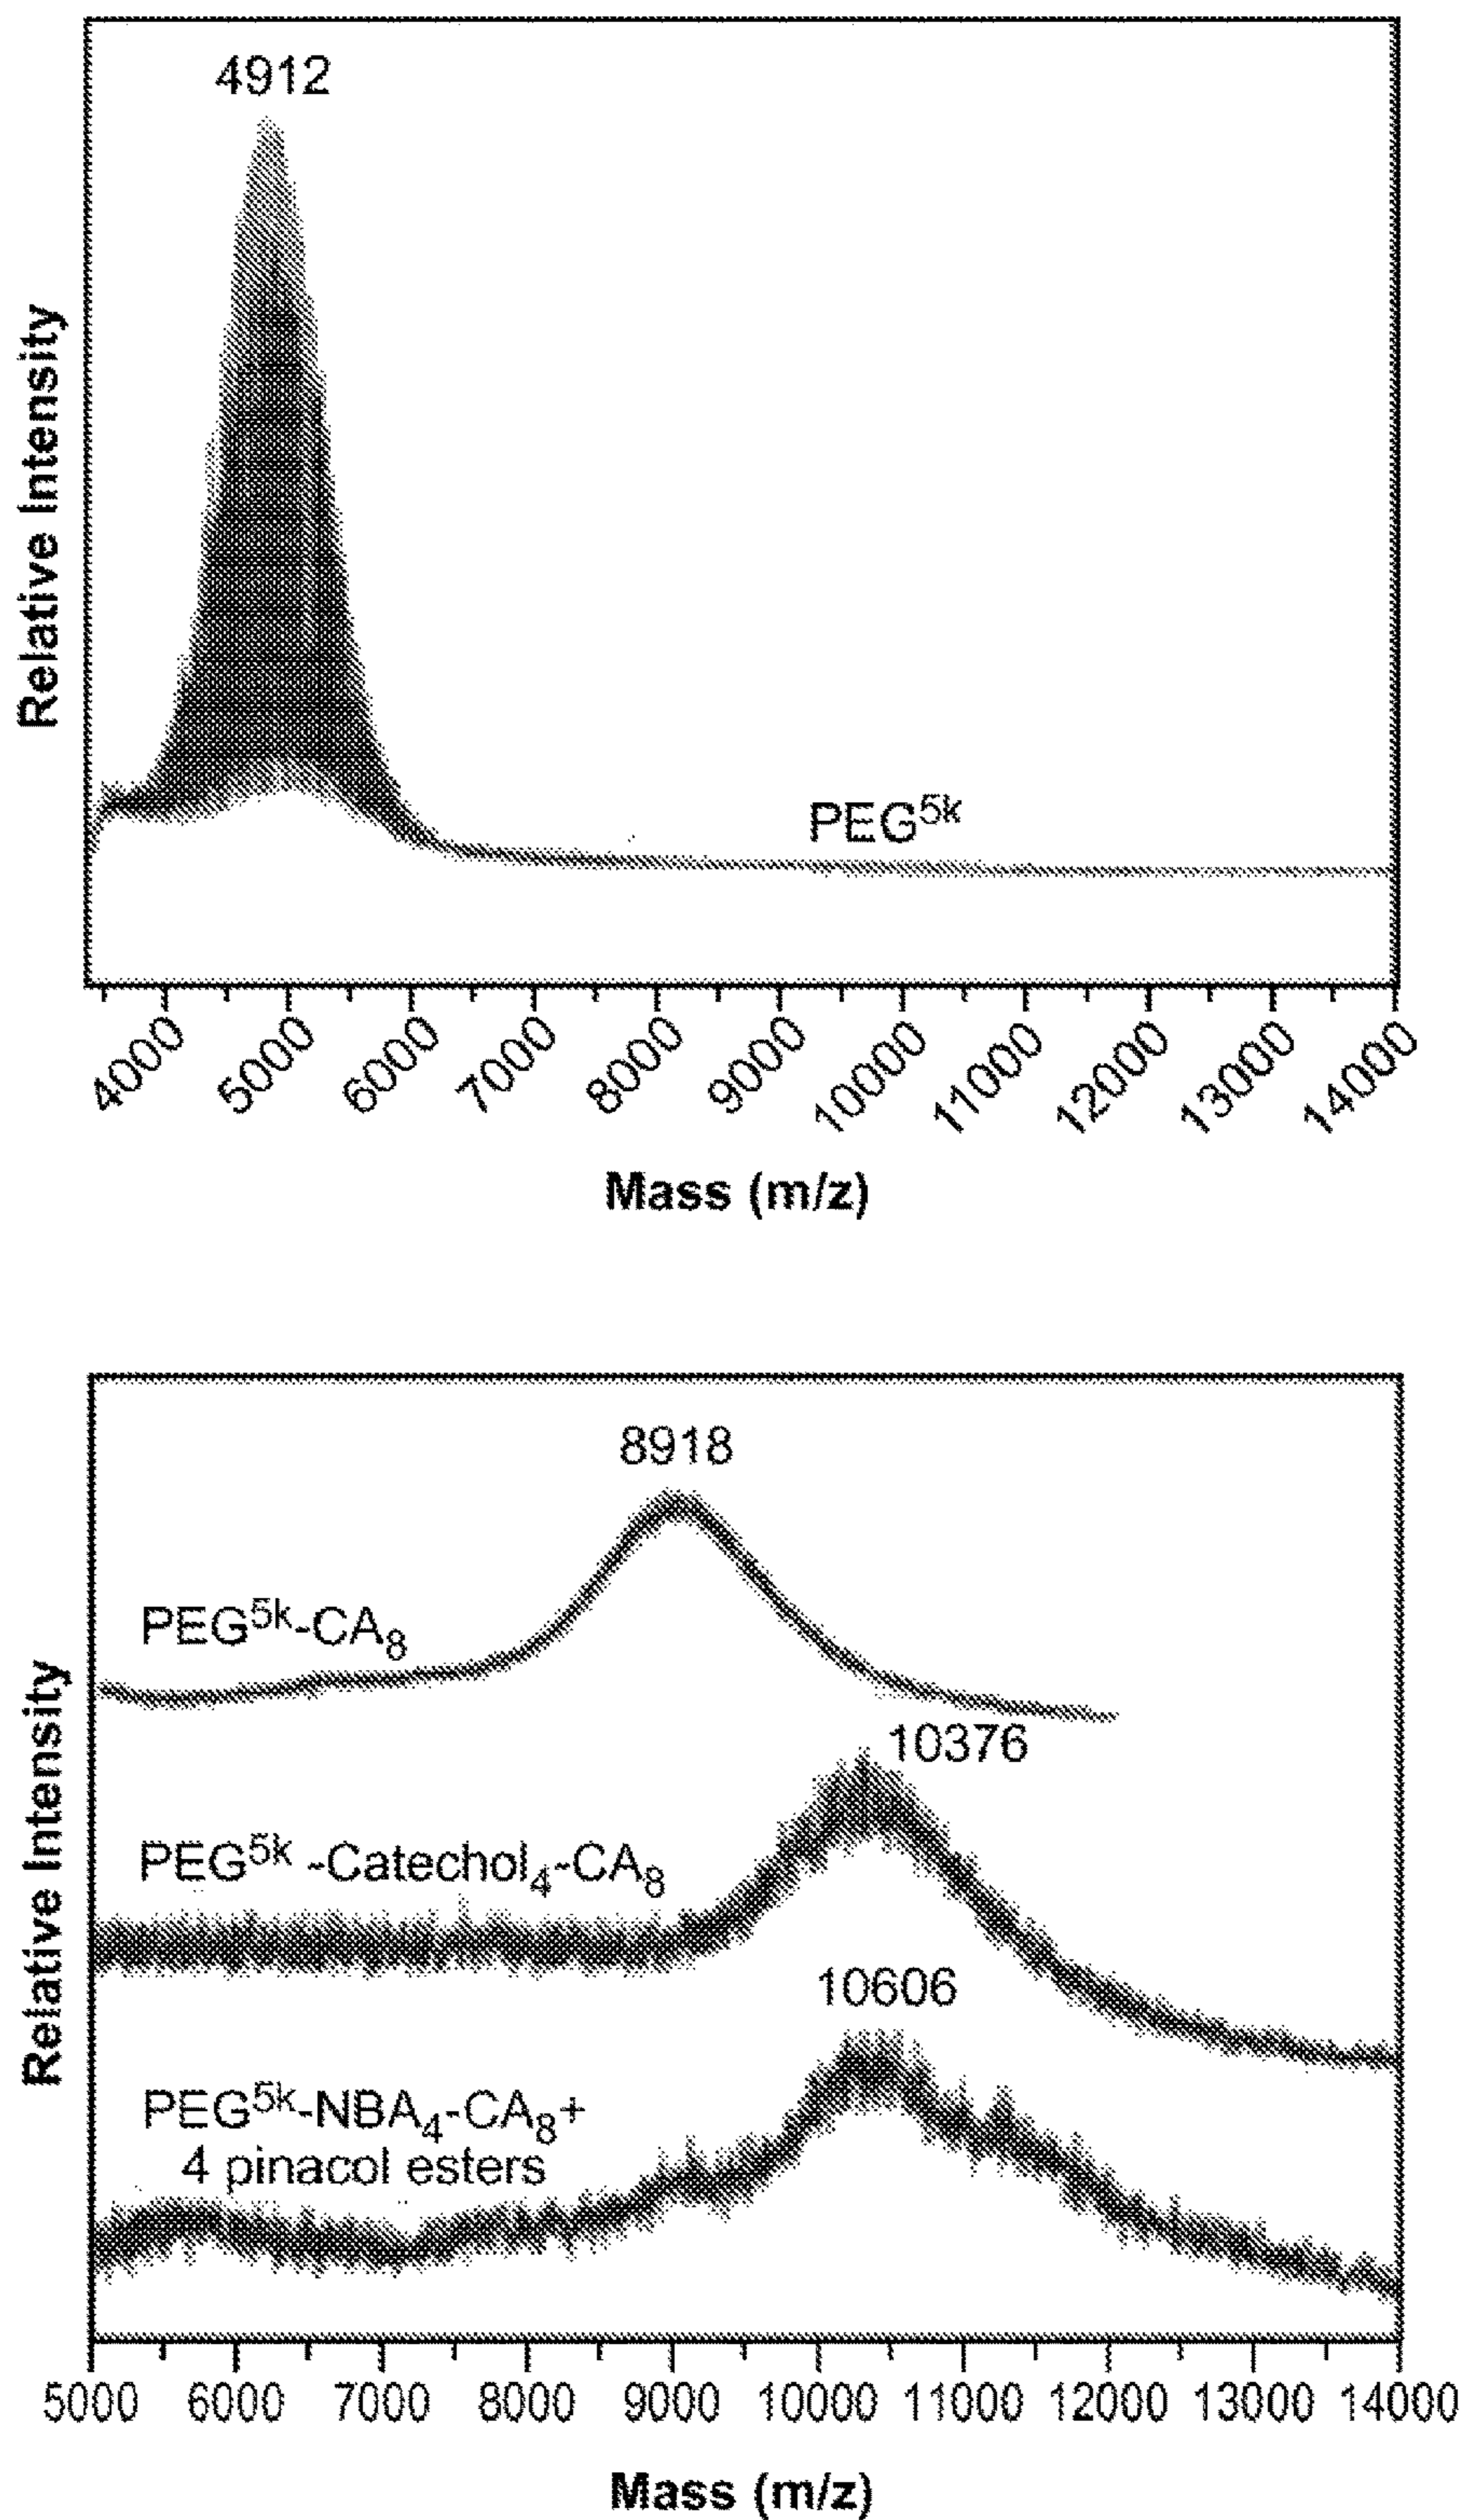 4912
Relative Intensity
PEG⁵ᵏ
4000 5000 6000 7000 8000 9000 10000 11000 12000 13000 14000
Mass (m/z)
8918
PEG⁵ᵏ-CA₈
10376
PEG⁵ᵏ -Catechol₄-CA₈
10606
PEG⁵ᵏ-NBA₄-CA₈+
4 pinacol esters
Relative Intensity
5000 6000 7000 8000 9000 10000 11000 12000 13000 14000
Mass (m/z)